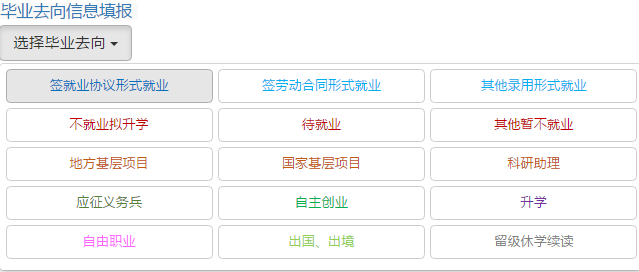 毕业去向信息填报
选择毕业去向
签就业协议形式就业 签劳动合同形式就业 其他录用形式就业
不就业拟升学 待就业 其他暂不就业
地方基层项目 国家基层项目 科研助理
应征义务兵 自主创业 升学
自由职业 出国、出境 留级休学续读